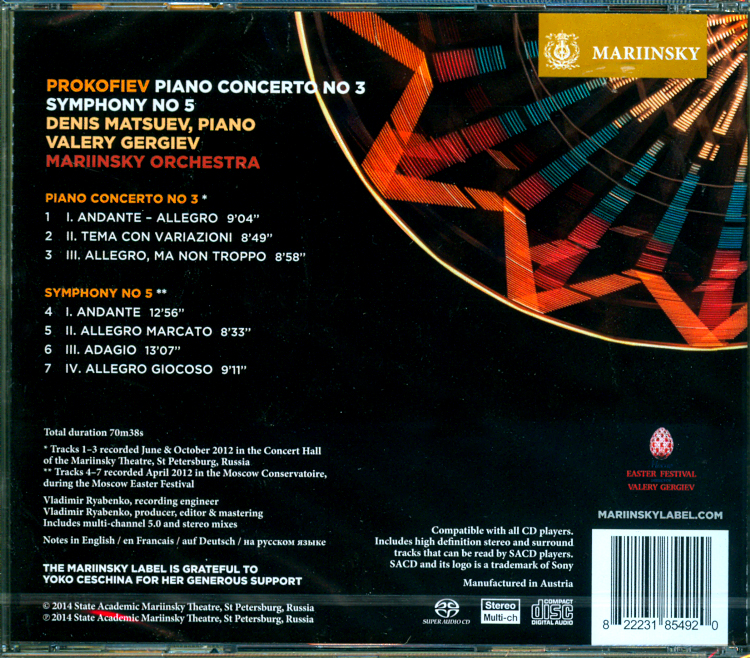 MARIINSKY
PROKOFIEV PIANO CONCERTO NO 3
SYMPHONY NO 5
DENIS MATSUEV, PIANO
VALERY GERGIEV
MARIINSKY ORCHESTRA
PIANO CONCERTO NO 3 *
1 I. ANDANTE – ALLEGRO 9'04"
2 II. TEMA CON VARIAZIONI 8'49"
3 III. ALLEGRO, MA NON TROPPO 8'58"
SYMPHONY NO 5 **
4 I. ANDANTE 12'56"
5 II. ALLEGRO MARCATO 8'33"
6 III. ADAGIO 13'07"
7 IV. ALLEGRO GIOCOSO 9'11"
Total duration 70m38s
* Tracks 1–3 recorded June & October 2012 in the Concert Hall
of the Mariinsky Theatre, St Petersburg, Russia
** Tracks 4–7 recorded April 2012 in the Moscow Conservatoire,
during the Moscow Easter Festival
Vladimir Ryabenko, recording engineer
Vladimir Ryabenko, producer, editor & mastering
Includes multi-channel 5.0 and stereo mixes
Notes in English / en Francais / auf Deutsch / на русском языке
THE MARIINSKY LABEL IS GRATEFUL TO
YOKO CESCHINA FOR HER GENEROUS SUPPORT
© 2014 State Academic Mariinsky Theatre, St Petersburg, Russia
℗ 2014 State Academic Mariinsky Theatre, St Petersburg, Russia
EASTER FESTIVAL
VALERY GERGIEV
MARIINSKYLABEL.COM
Compatible with all CD players.
Includes high definition stereo and surround
tracks that can be read by SACD players.
SACD and its logo is a trademark of Sony
Manufactured in Austria
SUPER AUDIO CD
Stereo
Multi-ch
COMPACT
disc
DIGITAL AUDIO
8 22231 85492 0